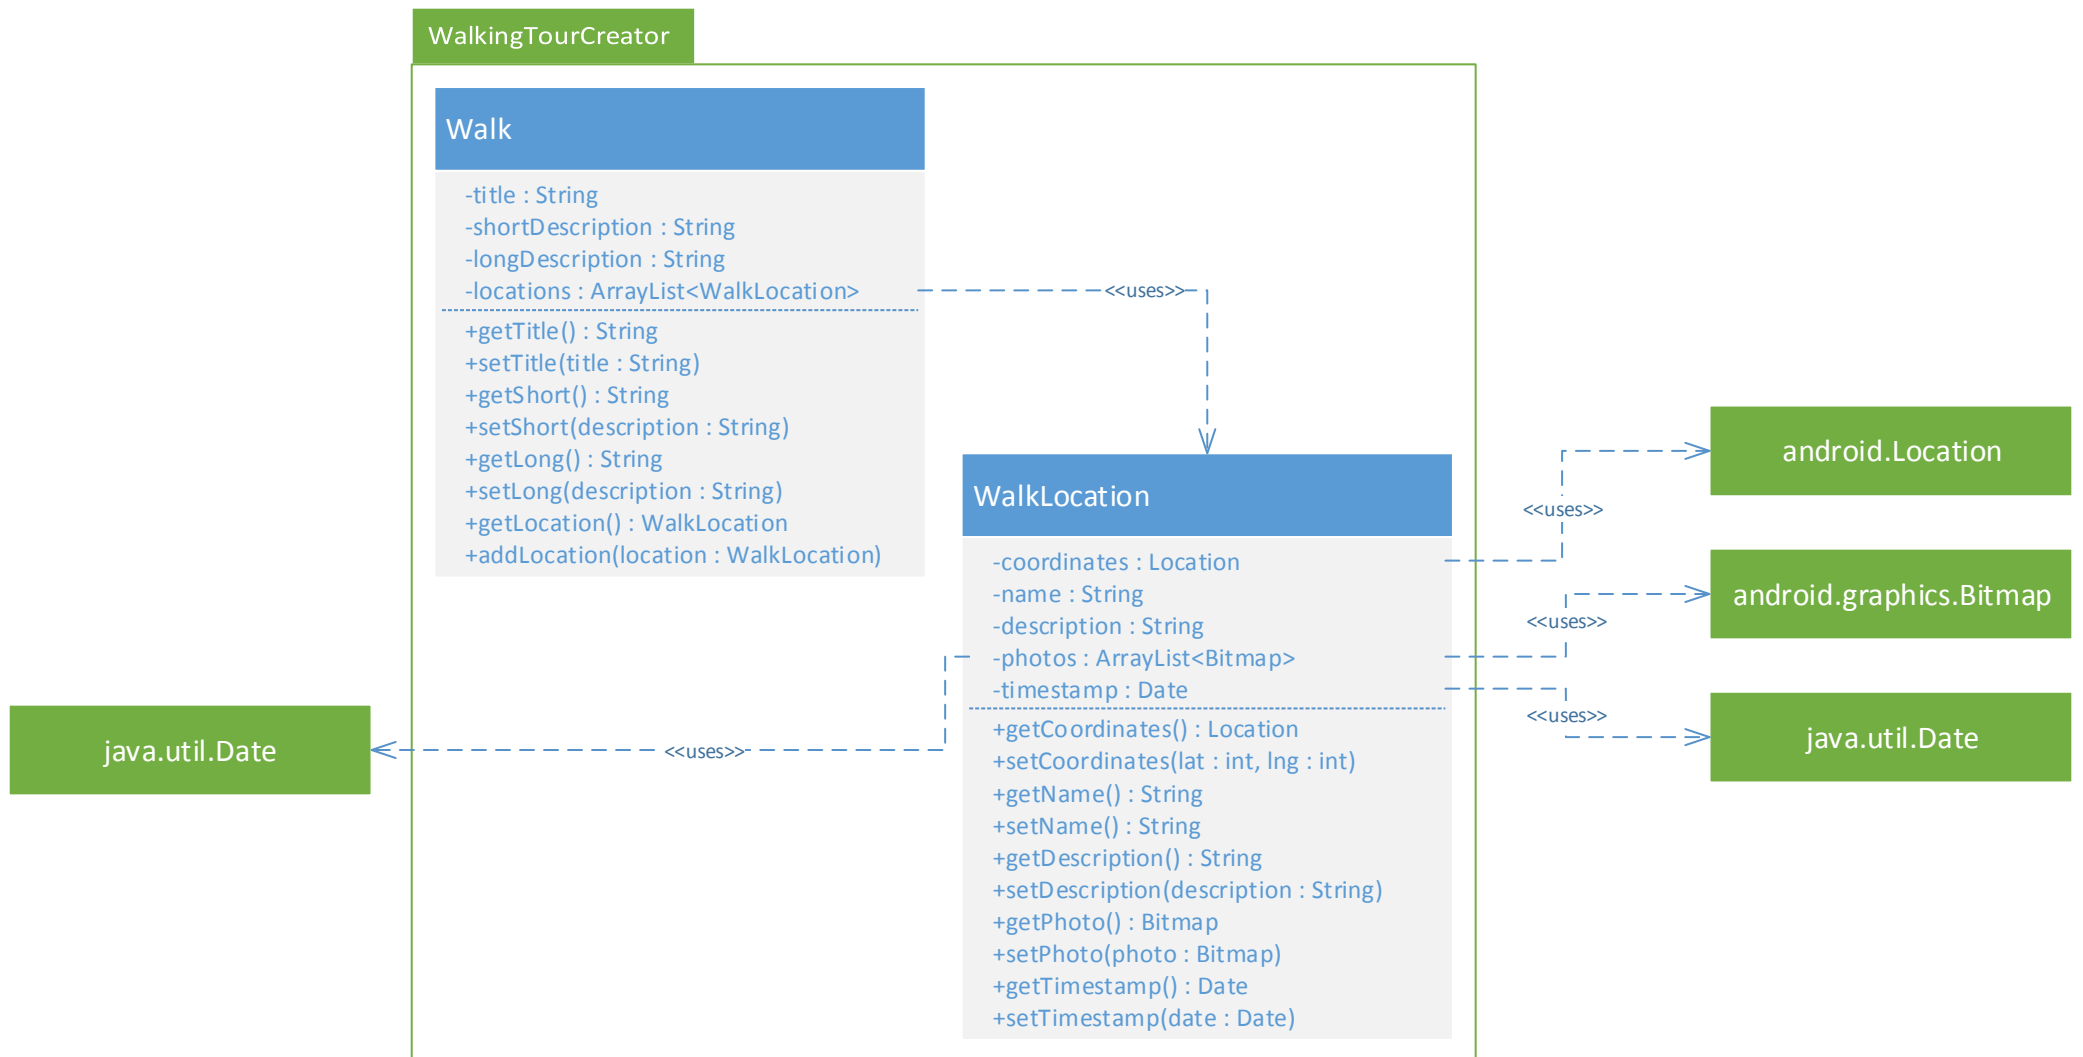 WalkingTourCreator
Walk
-title : String
-shortDescription : String
-longDescription : String
-locations : ArrayList<WalkLocation>
+getTitle() : String
+setTitle(title : String)
+getShort() : String
+setShort(description : String)
+getLong() : String
+setLong(description : String)
+getLocation() : WalkLocation
+addLocation(location : WalkLocation)
<<uses>>
WalkLocation
-coordinates : Location
-name : String
-description : String
-photos : ArrayList<Bitmap>
-timestamp : Date
+getCoordinates() : Location
+setCoordinates(lat : int, lng : int)
+getName() : String
+setName() : String
+getDescription() : String
+setDescription(description : String)
+getPhoto() : Bitmap
+setPhoto(photo : Bitmap)
+getTimestamp() : Date
+setTimestamp(date : Date)
<<uses>>
android.Location
<<uses>>
android.graphics.Bitmap
<<uses>>
java.util.Date
<<uses>>
java.util.Date